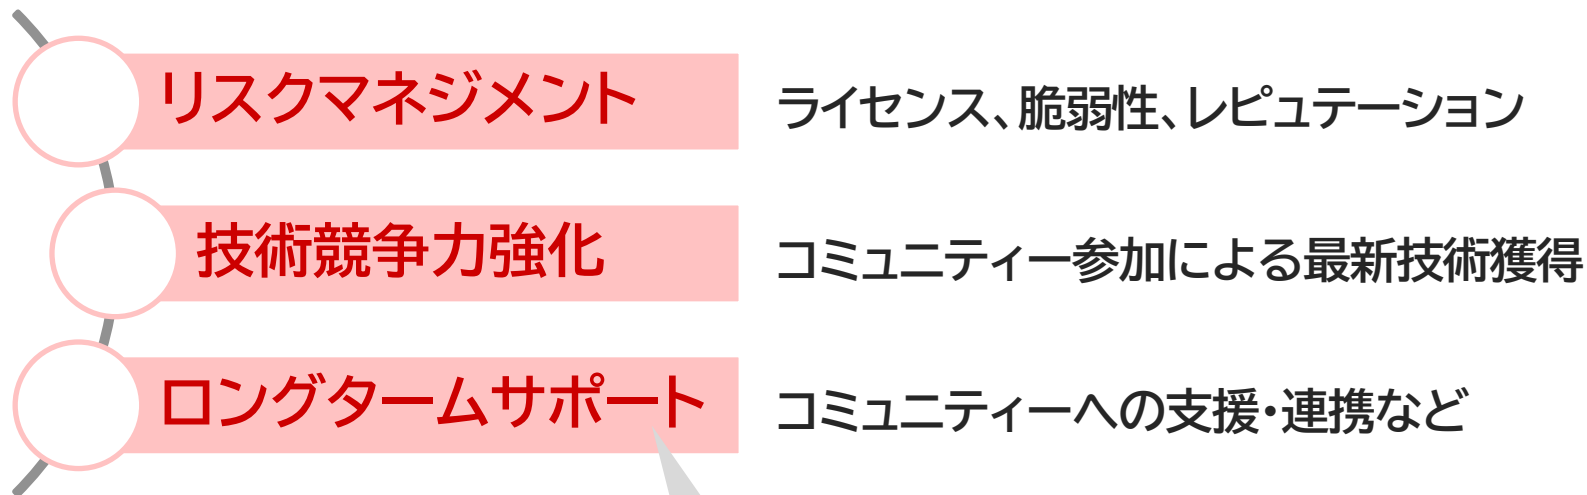 リスクマネジメント
ライセンス、脆弱性、レピュテーション
技術競争力強化
コミュニティー参加による最新技術獲得
ロングタームサポート
コミュニティーへの支援・連携など